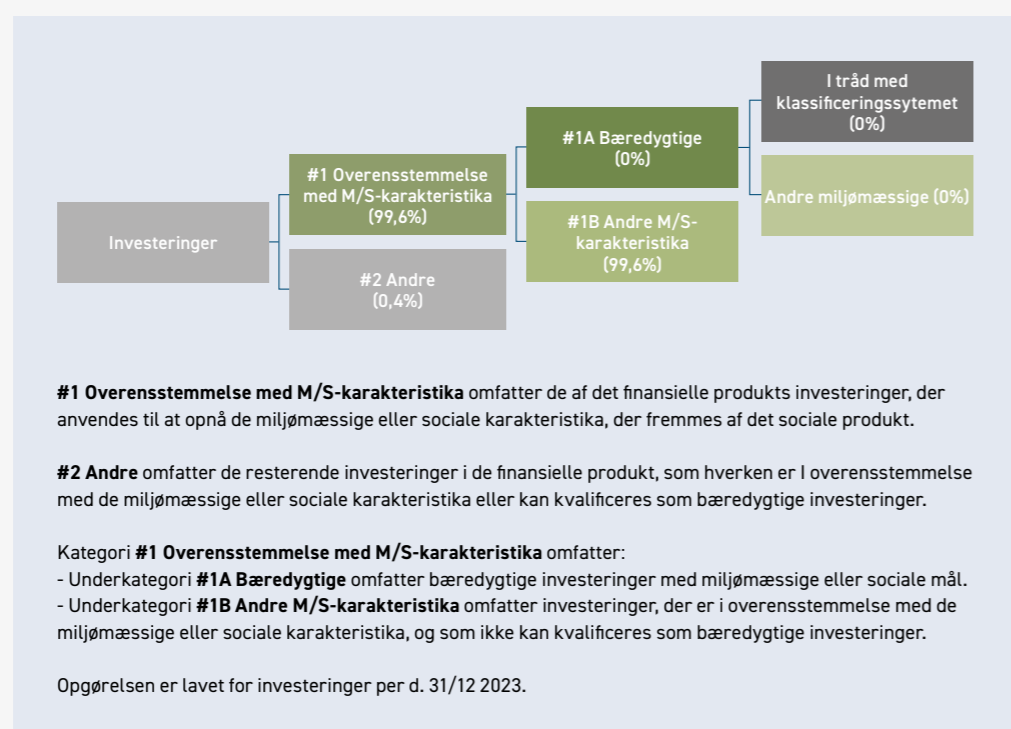 Investeringer
#1 Overensstemmelse
med M/S-karakteristika
(99,6%)
#2 Andre
(0,4%)
#1A Bæredygtige
(0%)
#1B Andre M/S-
karakteristika
(99,6%)
I tråd med
klassificeringssytemet
(0%)
Andre miljømæssige (0%)
#1 Overensstemmelse med M/S-karakteristika omfatter de af det finansielle produkts investeringer, der
anvendes til at opnå de miljømæssige eller sociale karakteristika, der fremmes af det sociale produkt.
#2 Andre omfatter de resterende investeringer i de finansielle produkt, som hverken er I overensstemmelse
med de miljømæssige eller sociale karakteristika eller kan kvalificeres som bæredygtige investeringer.
Kategori #1 Overensstemmelse med M/S-karakteristika omfatter:
- Underkategori #1A Bæredygtige omfatter bæredygtige investeringer med miljømæssige eller sociale mål.
- Underkategori #1B Andre M/S-karakteristika omfatter investeringer, der er i overensstemmelse med de
miljømæssige eller sociale karakteristika, og som ikke kan kvalificeres som bæredygtige investeringer.
Opgørelsen er lavet for investeringer per d. 31/12 2023.